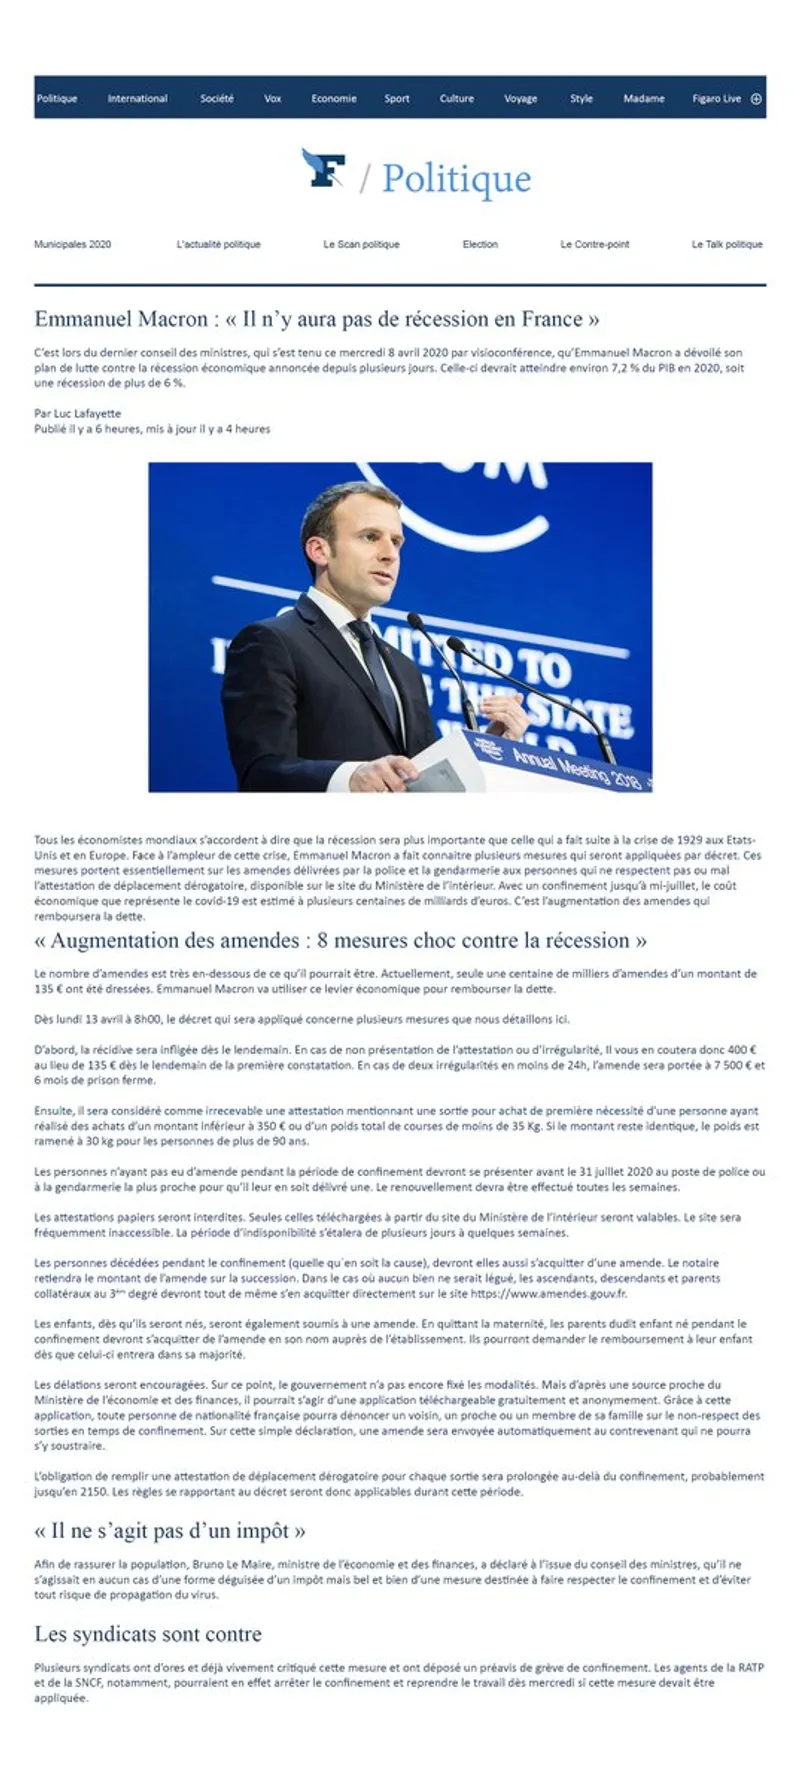 Politique International Société Vox Economie Sport Culture Voyage Style Madame Figaro Live
F / Politique
Municipales 2020 L'actualité politique Le Scan politique Election Le Contre-point Le Talk politique
Emmanuel Macron : « Il n'y aura pas de récession en France »
C'est lors du dernier conseil des ministres, qui s'est tenu ce mercredi 8 avril 2020 par visioconférence, qu'Emmanuel Macron a dévoilé son
plan de lutte contre la récession économique annoncée depuis plusieurs jours. Celle-ci devrait atteindre environ 7,2 % du PIB en 2020, soit
une récession de plus de 6 %.
Par Luc Lafayette
Publié il y a 6 heures, mis à jour il y a 4 heures
COMMITTED TO
THE STATE
Annual Meeting 2018
Tous les économistes mondiaux s'accordent à dire que la récession sera plus importante que celle qui a fait suite à la crise de 1929 aux Etats-
Unis et en Europe. Face à l'ampleur de cette crise, Emmanuel Macron a fait connaitre plusieurs mesures qui seront appliquées par décret. Ces
mesures portent essentiellement sur les amendes délivrées par la police et la gendarmerie aux personnes qui ne respectent pas ou mal
l'attestation de déplacement dérogatoire, disponible sur le site du Ministère de l'intérieur. Avec un confinement jusqu'à mi-juillet, le coût
économique que représente le covid-19 est estimé à plusieurs centaines de milliards d'euros. C'est l'augmentation des amendes qui
remboursera la dette.
« Augmentation des amendes : 8 mesures choc contre la récession »
Le nombre d'amendes est très en-dessous de ce qu'il pourrait être. Actuellement, seule une centaine de milliers d'amendes d'un montant de
135 € ont été dressées. Emmanuel Macron va utiliser ce levier économique pour rembourser la dette.
Dès lundi 13 avril à 8h00, le décret qui sera appliqué concerne plusieurs mesures que nous détaillons ici.
D'abord, la récidive sera infligée dès le lendemain. En cas de non présentation de l'attestation ou d'irrégularité, Il vous en coutera donc 400 €
au lieu de 135 € dès le lendemain de la première constatation. En cas de deux irrégularités en moins de 24h, l'amende sera portée à 7 500 € et
6 mois de prison ferme.
Ensuite, il sera considéré comme irrecevable une attestation mentionnant une sortie pour achat de première nécessité d'une personne ayant
réalisé des achats d'un montant inférieur à 350 € ou d'un poids total de courses de moins de 35 Kg. Si le montant reste identique, le poids est
ramené à 30 kg pour les personnes de plus de 90 ans.
Les personnes n'ayant pas eu d'amende pendant la période de confinement devront se présenter avant le 31 juillet 2020 au poste de police ou
à la gendarmerie la plus proche pour qu'il leur en soit délivré une. Le renouvellement devra être effectué toutes les semaines.
Les attestations papiers seront interdites. Seules celles téléchargées à partir du site du Ministère de l'intérieur seront valables. Le site sera
fréquemment inaccessible. La période d'indisponibilité s'étalera de plusieurs jours à quelques semaines.
Les personnes décédées pendant le confinement (quelle qu'en soit la cause), devront elles aussi s'acquitter d'une amende. Le notaire
retiendra le montant de l'amende sur la succession. Dans le cas où aucun bien ne serait légué, les ascendants, descendants et parents
collatéraux au 3ème degré devront tout de même s'en acquitter directement sur le site https://www.amendes.gouv.fr.
Les enfants, dès qu'ils seront nés, seront également soumis à une amende. En quittant la maternité, les parents dudit enfant né pendant le
confinement devront s'acquitter de l'amende en son nom auprès de l'établissement. Ils pourront demander le remboursement à leur enfant
dès que celui-ci entrera dans sa majorité.
Les délations seront encouragées. Sur ce point, le gouvernement n'a pas encore fixé les modalités. Mais d'après une source proche du
Ministère de l'économie et des finances, il pourrait s'agir d'une application téléchargeable gratuitement et anonymement. Grâce à cette
application, toute personne de nationalité française pourra dénoncer un voisin, un proche ou un membre de sa famille sur le non-respect des
sorties en temps de confinement. Sur cette simple déclaration, une amende sera envoyée automatiquement au contrevenant qui ne pourra
s'y soustraire.
L'obligation de remplir une attestation de déplacement dérogatoire pour chaque sortie sera prolongée au-delà du confinement, probablement
jusqu'en 2150. Les règles se rapportant au décret seront donc applicables durant cette période.
« Il ne s'agit pas d'un impôt »
Afin de rassurer la population, Bruno Le Maire, ministre de l'économie et des finances, a déclaré à l'issue du conseil des ministres, qu'il ne
s'agissait en aucun cas d'une forme déguisée d'un impôt mais bel et bien d'une mesure destinée à faire respecter le confinement et d'éviter
tout risque de propagation du virus.
Les syndicats sont contre
Plusieurs syndicats ont d'ores et déjà vivement critiqué cette mesure et ont déposé un préavis de grève de confinement. Les agents de la RATP
et de la SNCF, notamment, pourraient en effet arrêter le confinement et reprendre le travail dès mercredi si cette mesure devait être
appliquée.